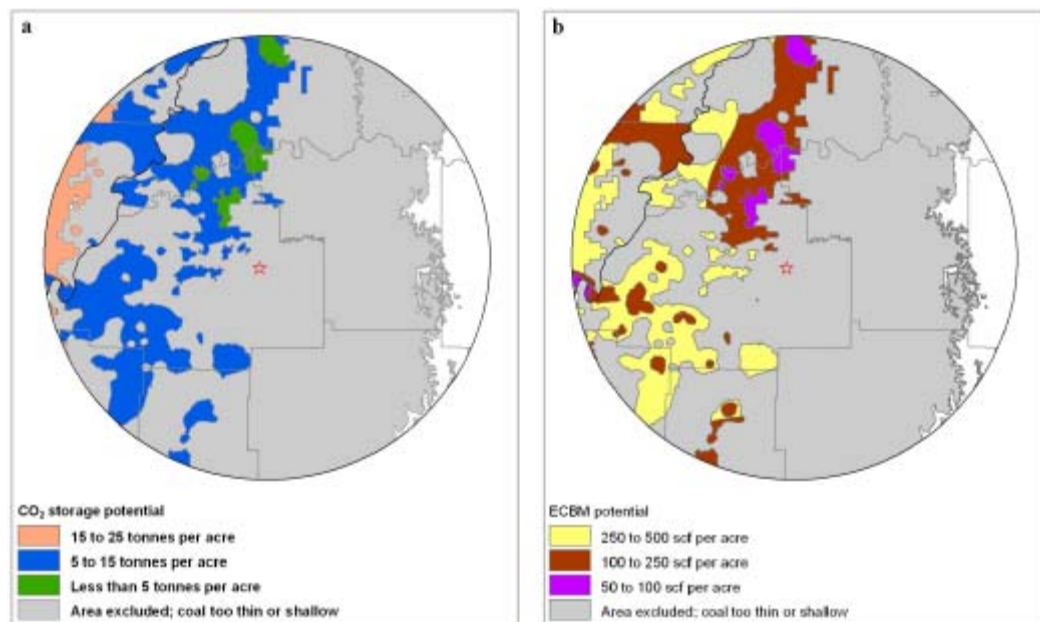 a
CO₂ storage potential
15 to 25 tonnes per acre
5 to 15 tonnes per acre
Less than 5 tonnes per acre
Area excluded; coal too thin or shallow
b
ECBM potential
250 to 500 scf per acre
100 to 250 scf per acre
50 to 100 scf per acre
Area excluded; coal too thin or shallow